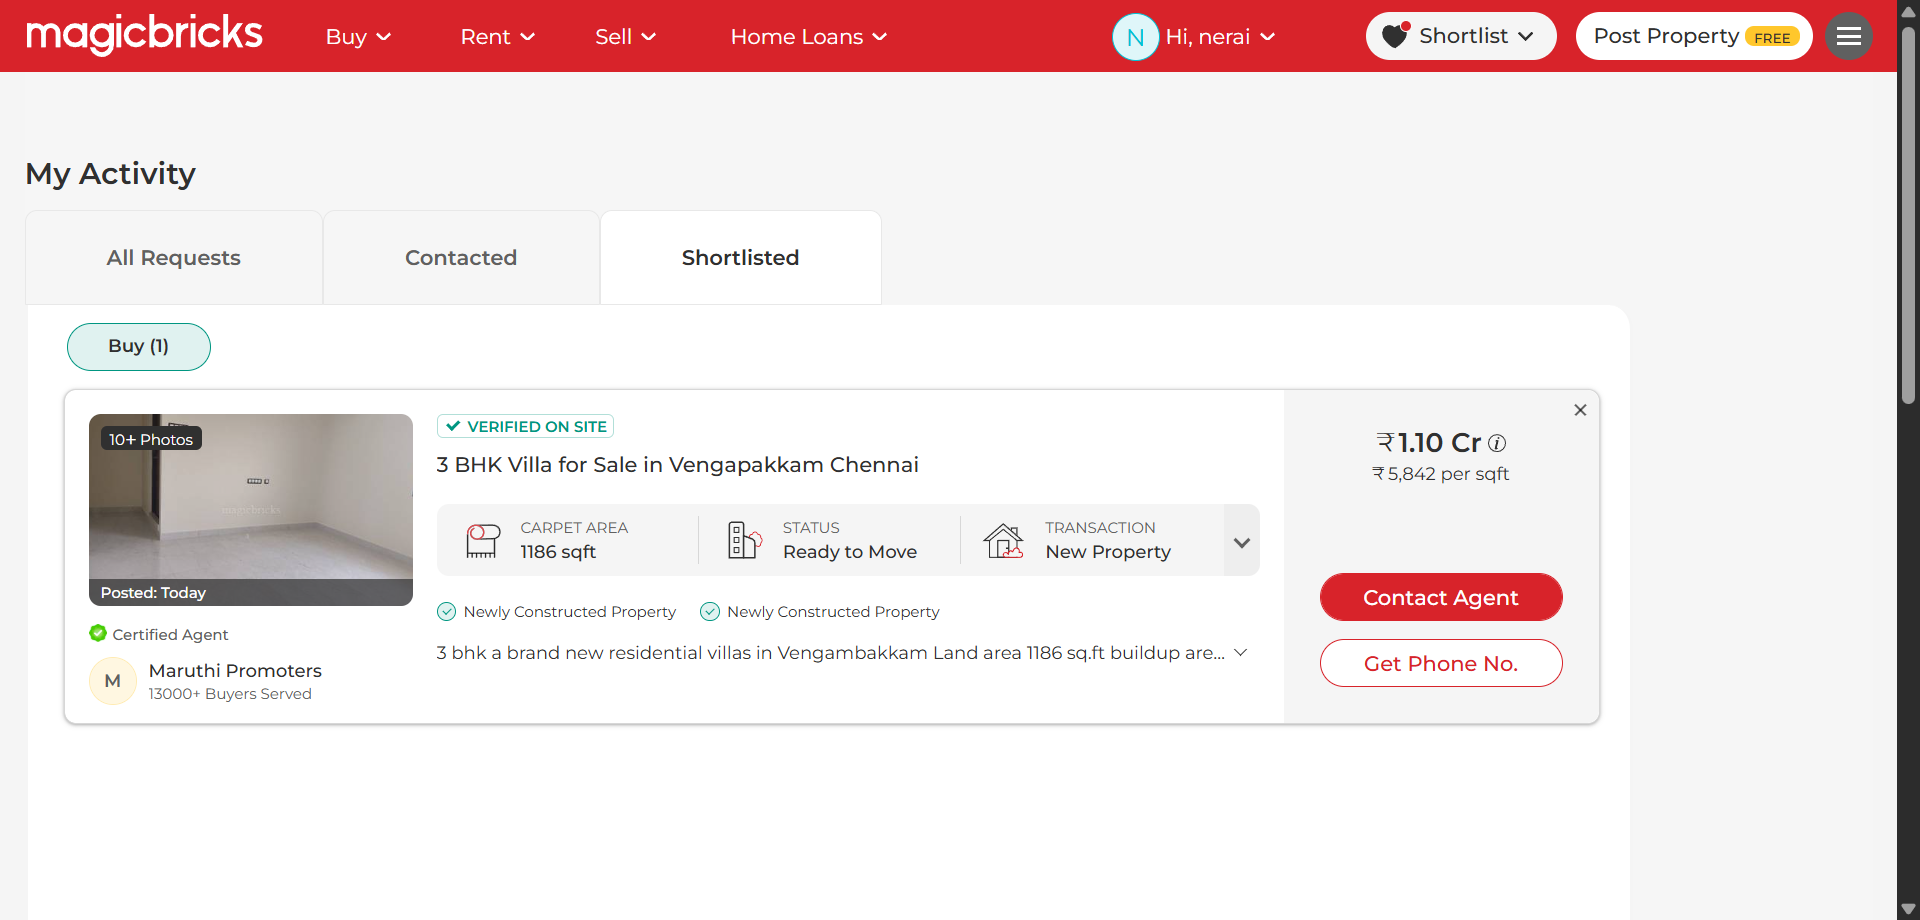 magicbricks
Buy
Rent
Sell
Home Loans
N
Hi, nerai
Shortlist
Post Property FREE
My Activity
All Requests
Contacted
Shortlisted
Buy (1)
10+ Photos
magicbricks
Posted: Today
Certified Agent
M
Maruthi Promoters
13000+ Buyers Served
VERIFIED ON SITE
3 BHK Villa for Sale in Vengapakkam Chennai
CARPET AREA
1186 sqft
STATUS
Ready to Move
TRANSACTION
New Property
Newly Constructed Property
Newly Constructed Property
3 bhk a brand new residential villas in Vengambakkam Land area 1186 sq.ft buildup are...
₹1.10 Cr
₹5,842 per sqft
Contact Agent
Get Phone No.